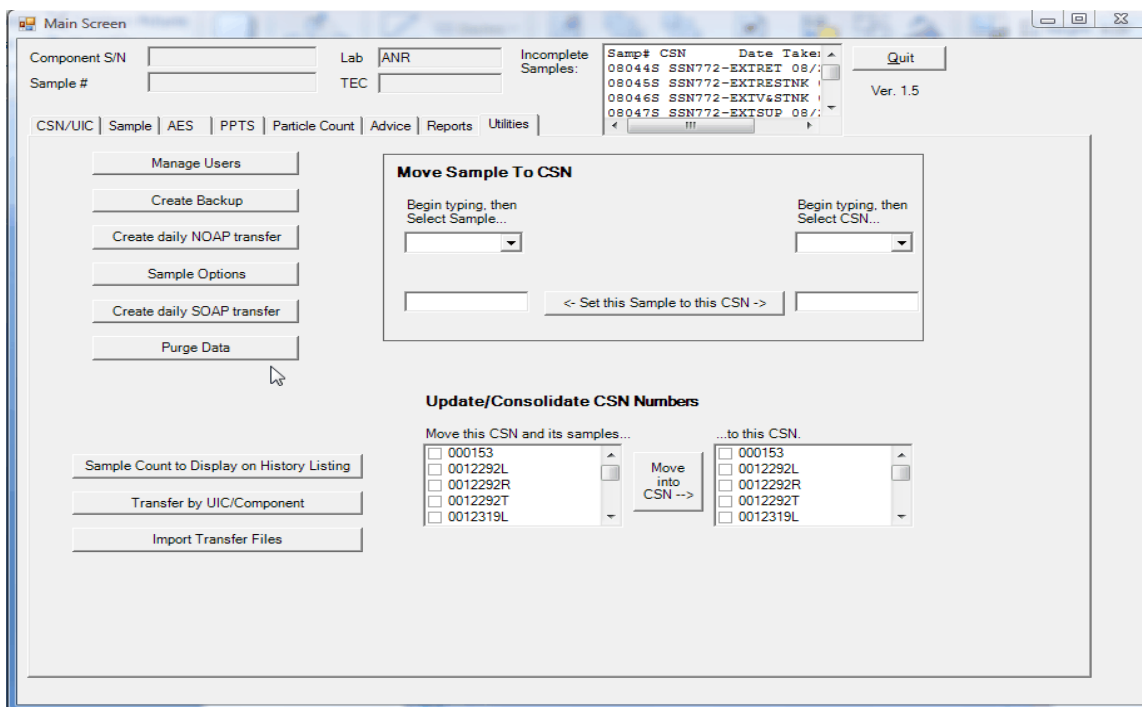 Main Screen
Component S/N
Lab ANR
Incomplete Samples:
Samp# CSN Date Taken
08044S SSN772-EXTRET 08/
08045S SSN772-EXTRESTNK
08046S SSN772-EXTV&STNK
08047S SSN772-EXTSUP 08/
Quit
Sample #
TEC
Ver. 1.5
CSN/UIC Sample AES PPTS Particle Count Advice Reports Utilities
Manage Users
Create Backup
Create daily NOAP transfer
Sample Options
Create daily SOAP transfer
Purge Data
Sample Count to Display on History Listing
Transfer by UIC/Component
Import Transfer Files
Move Sample To CSN
Begin typing, then
Select Sample...
Begin typing, then
Select CSN...
<- Set this Sample to this CSN ->
Update/Consolidate CSN Numbers
Move this CSN and its samples...
000153
0012292L
0012292R
0012292T
0012319L
Move
into
CSN -->
...to this CSN.
000153
0012292L
0012292R
0012292T
0012319L